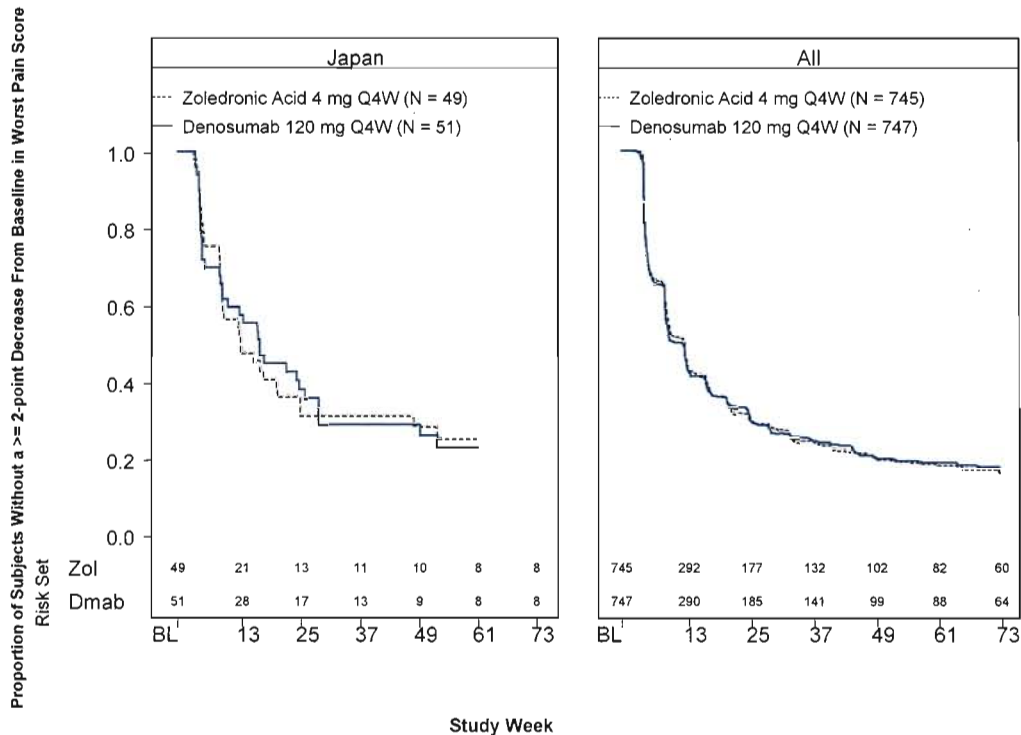 Proportion of Subjects Without a >= 2-point Decrease From Baseline in Worst Pain Score
Japan
Zoledronic Acid 4 mg Q4W (N = 49)
Denosumab 120 mg Q4W (N = 51)
1.0
0.8
0.6
0.4
0.2
0.0
Risk Set
Zol 49 21 13 11 10 8 8
Dmab 51 28 17 13 9 8 8
BL 13 25 37 49 61 73
All
Zoledronic Acid 4 mg Q4W (N = 745)
Denosumab 120 mg Q4W (N = 747)
745 292 177 132 102 82 60
747 290 185 141 99 88 64
BL 13 25 37 49 61 73
Study Week